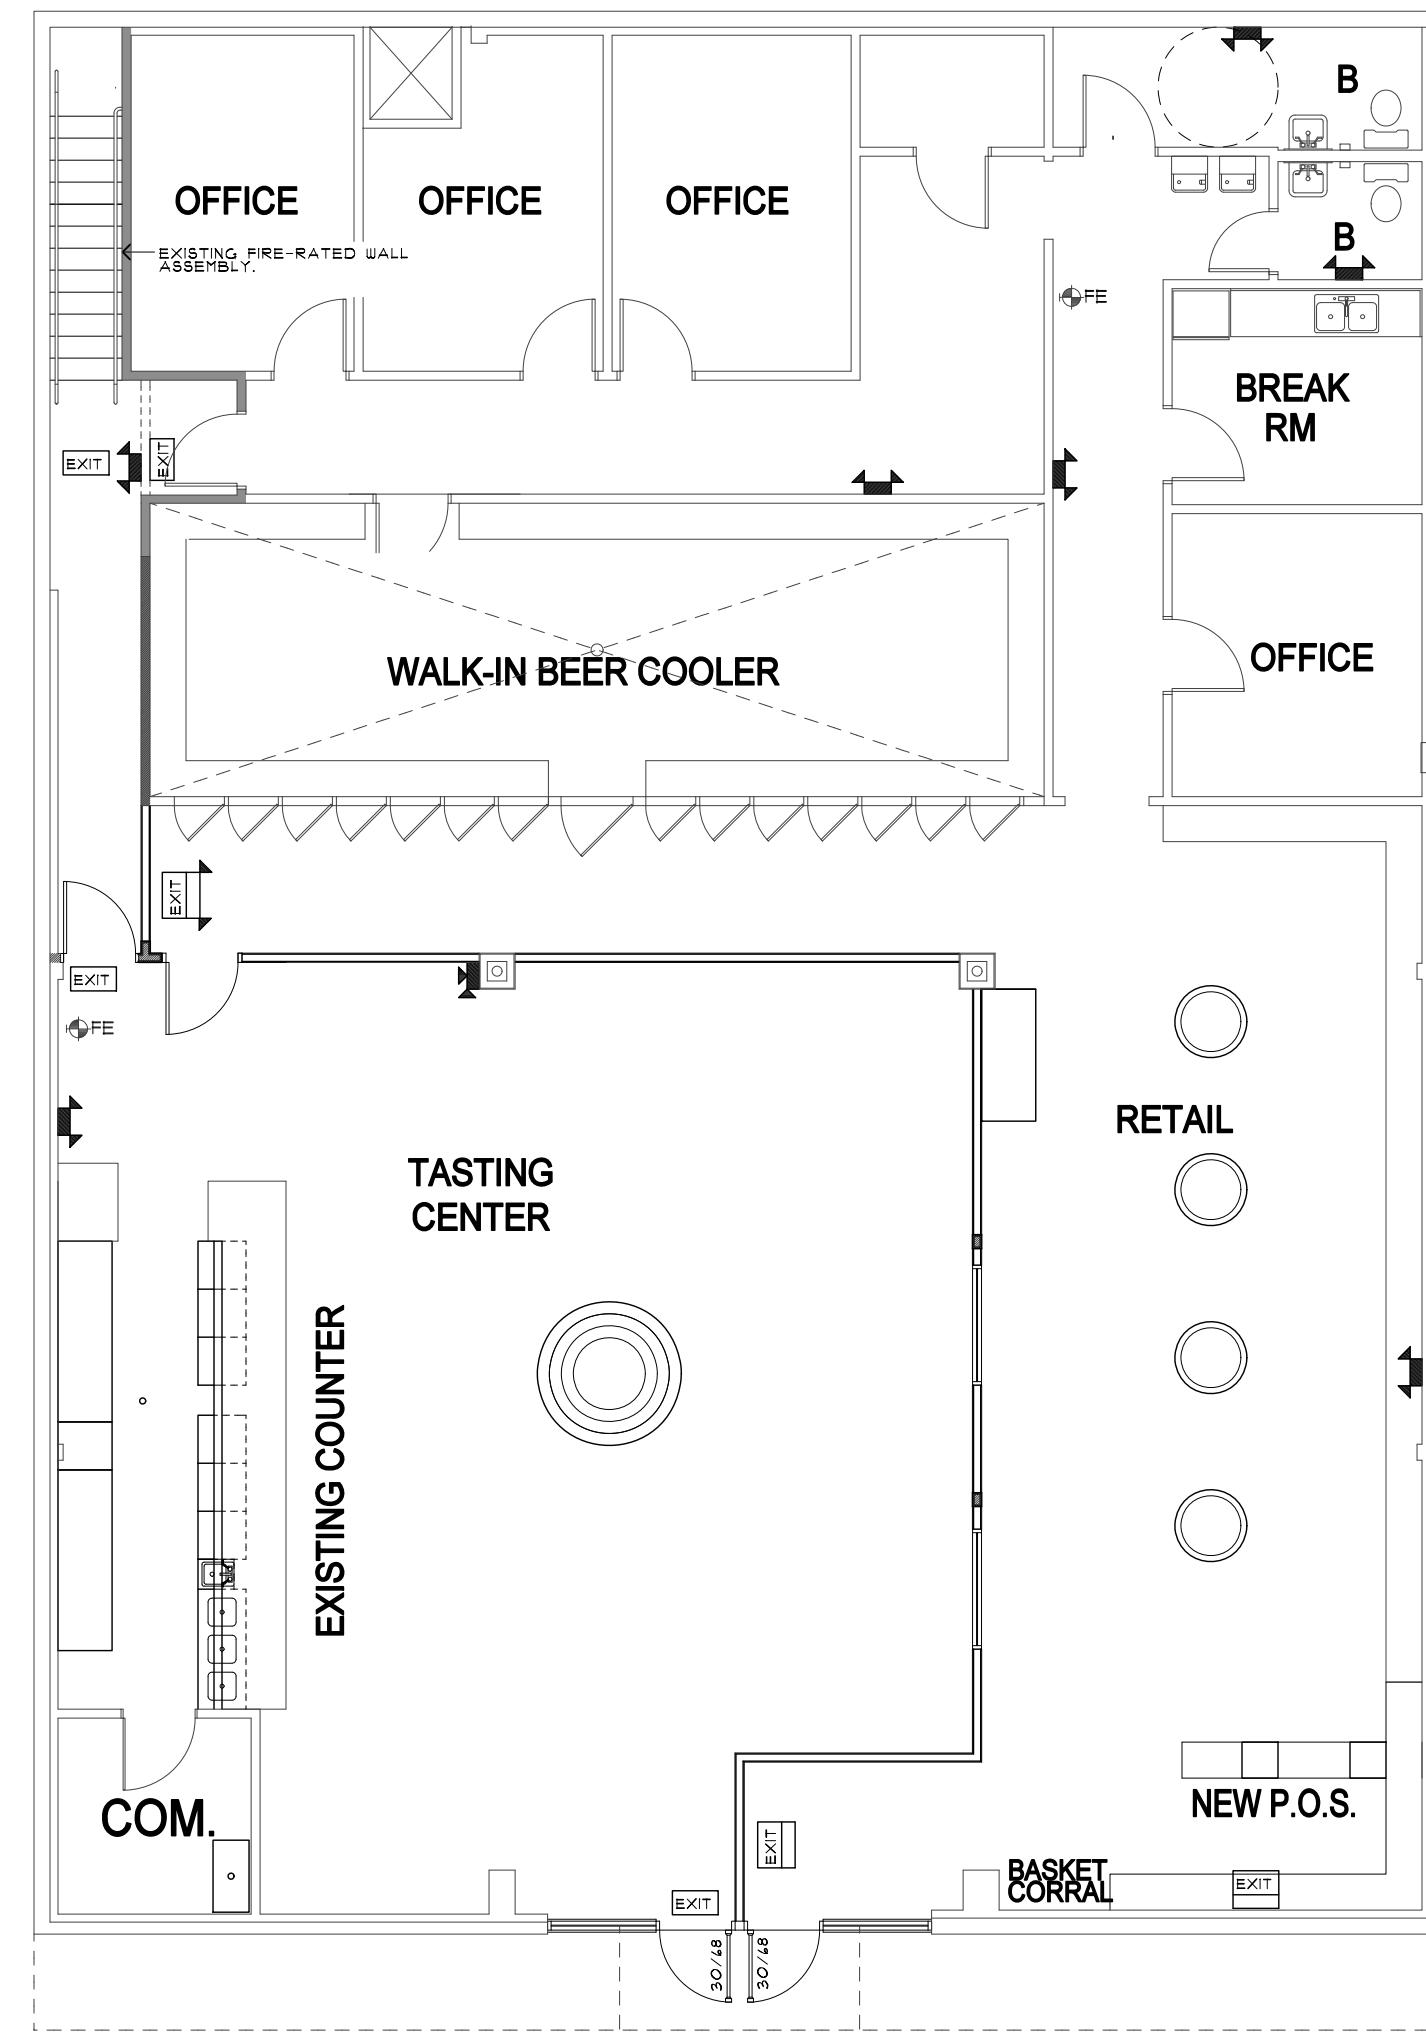 B
OFFICE
OFFICE
OFFICE
B
EXISTING FIRE-RATED WALL
ASSEMBLY.
FE
BREAK
RM
EXIT
EXIT
WALK-IN BEER COOLER
OFFICE
EXIT
EXIT
FE
RETAIL
TASTING
CENTER
EXISTING COUNTER
NEW P.O.S.
COM.
EXIT
BASKET
CORRAL
EXIT
EXIT
30/68
30/68